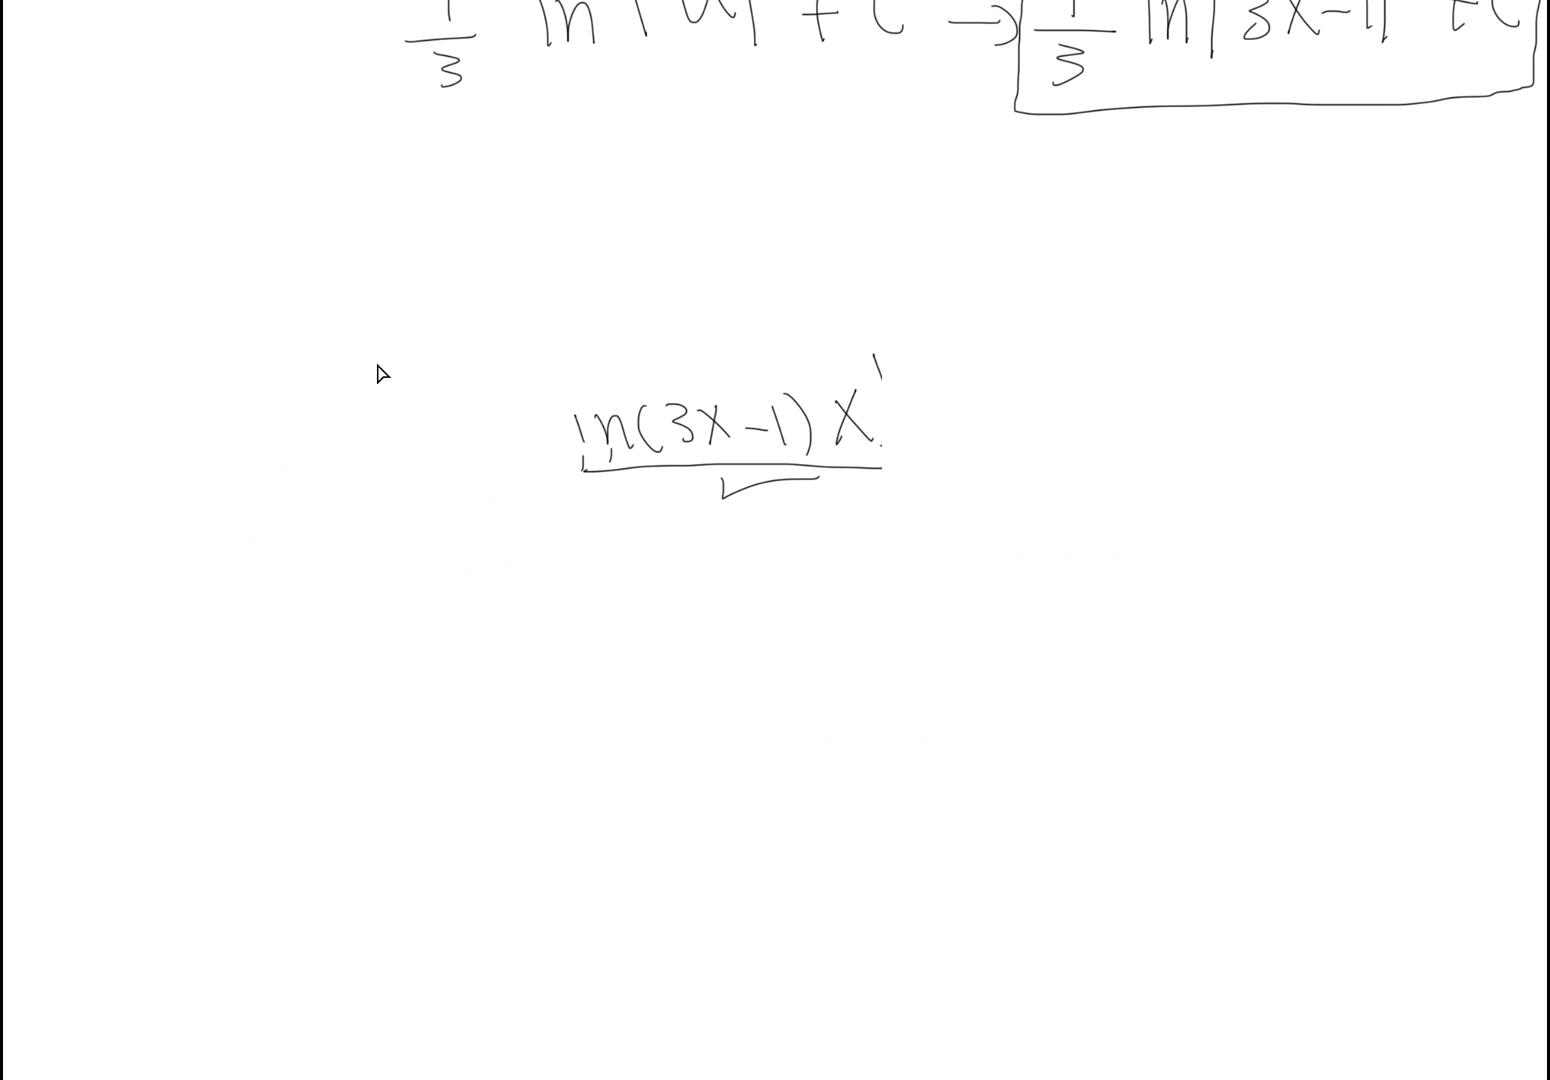 1/3 ln|u| + C → 1/3 ln|3x-1| + C
ln(3x-1) x'